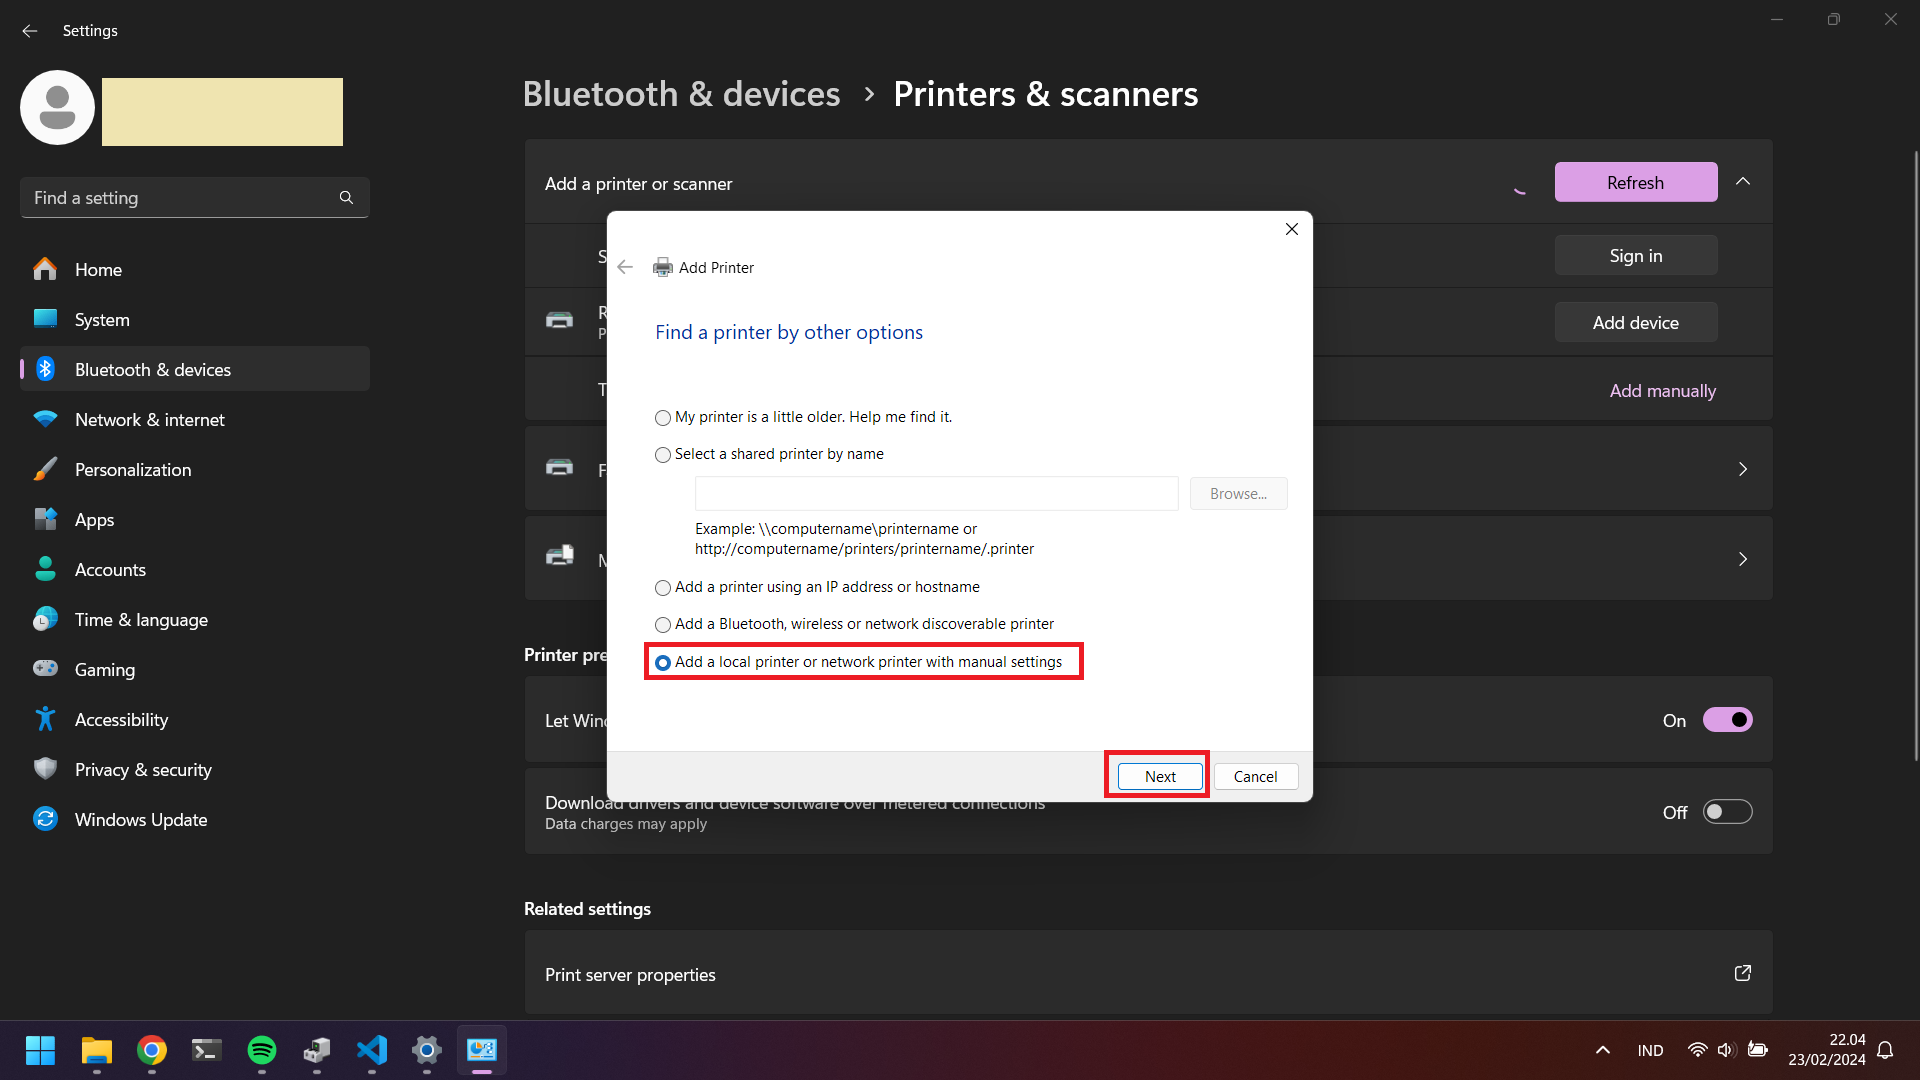 Settings
Bluetooth & devices > Printers & scanners
Find a setting
Home
System
Bluetooth & devices
Network & internet
Personalization
Apps
Accounts
Time & language
Gaming
Accessibility
Privacy & security
Windows Update
Add a printer or scanner
Refresh
S
Sign in
R
P
Add device
T
Add manually
F
M
Add Printer
Find a printer by other options
My printer is a little older. Help me find it.
Select a shared printer by name
Browse...
Example: \\computername\printername or
http://computername/printers/printername/.printer
Add a printer using an IP address or hostname
Add a Bluetooth, wireless or network discoverable printer
Add a local printer or network printer with manual settings
Next
Cancel
Printer pre
Let Wind
On
Download drivers and device software over metered connections
Data charges may apply
Off
Related settings
Print server properties
IND
22.04
23/02/2024